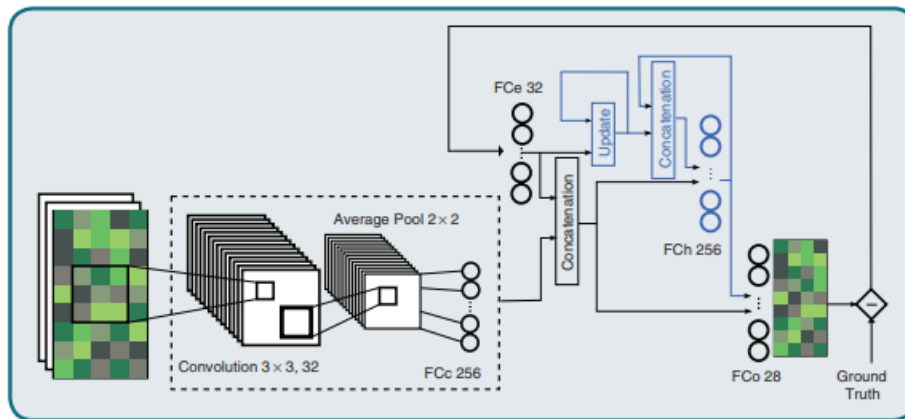 FCe 32
Update
Concatenation
Concatenation
FCh 256
Average Pool 2 × 2
Convolution 3 × 3, 32
FCc 256
FCo 28
Ground
Truth
–